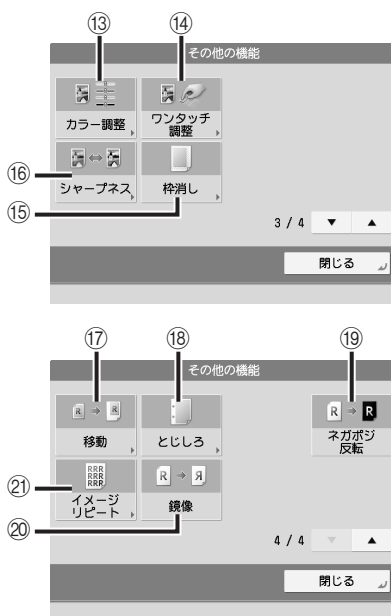 ⑬ ⑭
その他の機能
カラー調整
ワンタッチ
調整
⑯
シャープネス
枠消し
⑮
3 / 4 ▼ ▲
閉じる
⑰ ⑱ ⑲
その他の機能
R ⇒ R
R ⇒ R
移動
とじしろ
ネガポジ
反転
㉑
RRR
RRR
RRR
R ⇒ Я
イメージ
リピート
鏡像
⑳
4 / 4 ▼ ▲
閉じる